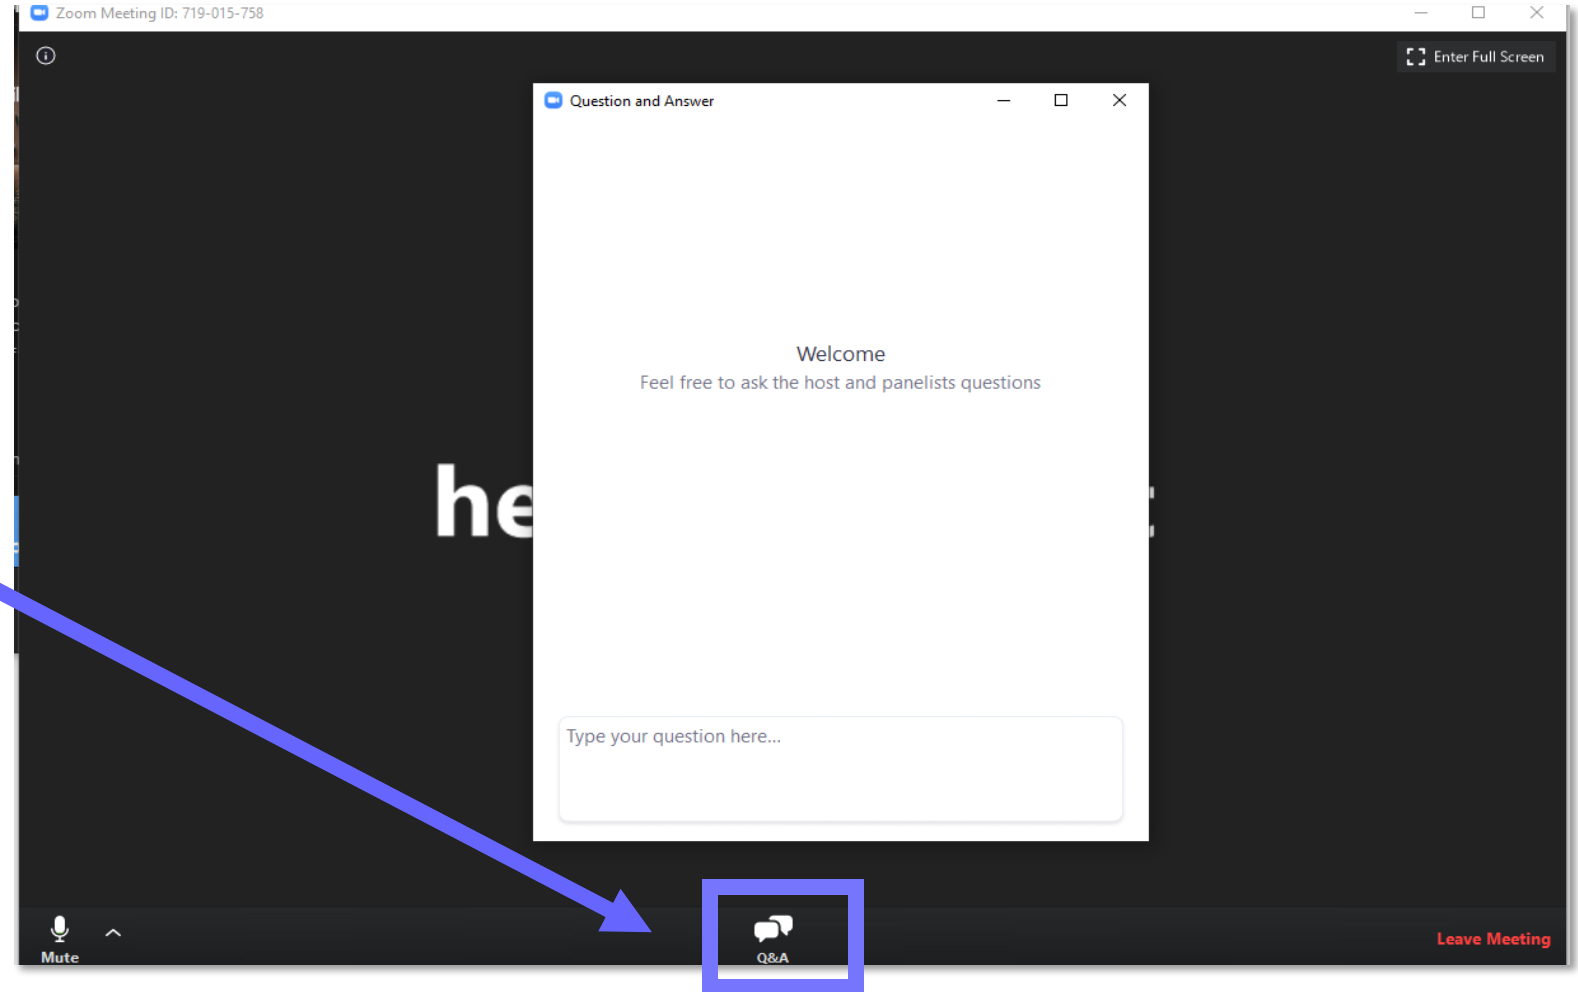 Zoom Meeting ID: 719-015-758
Enter Full Screen
Question and Answer
Welcome
Feel free to ask the host and panelists questions
he
Type your question here...
Mute
Q&A
Leave Meeting